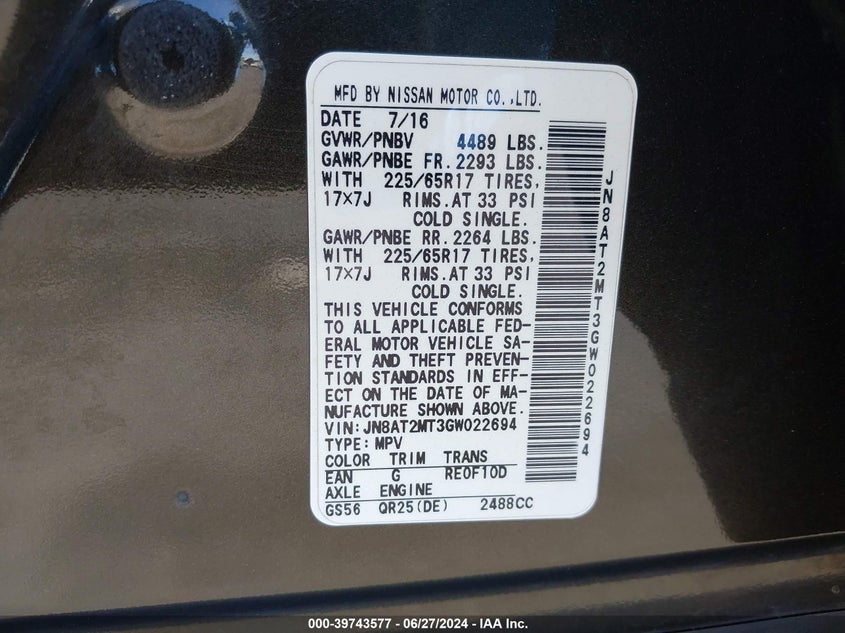 MFD BY NISSAN MOTOR CO.,LTD.
DATE 7/16
GVWR/PNBV 4489 LBS.
GAWR/PNBE FR. 2293 LBS.
WITH 225/65R17 TIRES,
17×7J RIMS. AT 33 PSI
COLD SINGLE.
GAWR/PNBE RR. 2264 LBS.
WITH 225/65R17 TIRES,
17×7J RIMS. AT 33 PSI
COLD SINGLE.
THIS VEHICLE CONFORMS
TO ALL APPLICABLE FED-
ERAL MOTOR VEHICLE SA-
FETY AND THEFT PREVEN-
TION STANDARDS IN EFF-
ECT ON THE DATE OF MA-
NUFACTURE SHOWN ABOVE.
VIN: JN8AT2MT3GW022694
TYPE: MPV
COLOR TRIM TRANS
EAN G RE0F10D
AXLE ENGINE
GS56 QR25(DE) 2488CC
JN8AT2MT3GW022694
000-39743577 / 06/27/2024 - IAA Inc.